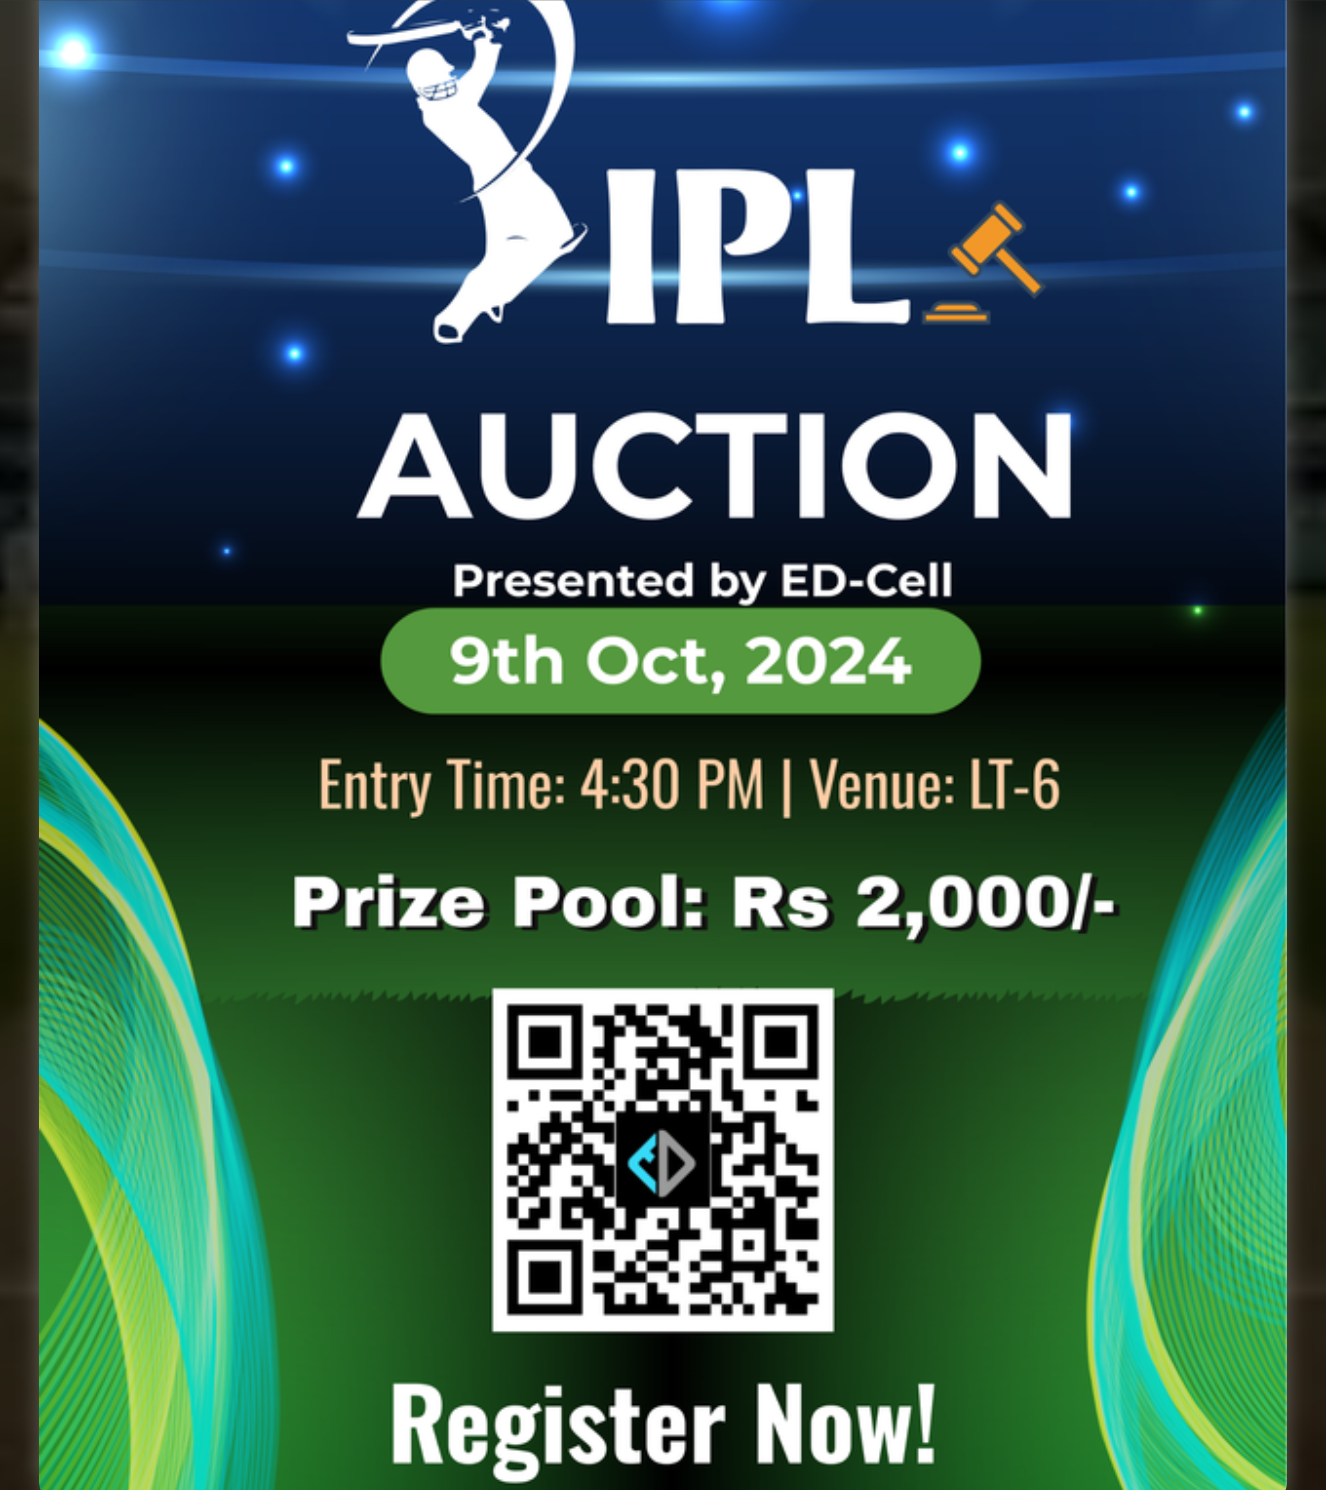 IPL
AUCTION
Presented by ED-Cell
9th Oct, 2024
Entry Time: 4:30 PM | Venue: LT-6
Prize Pool: Rs 2,000/-
ED
Register Now!